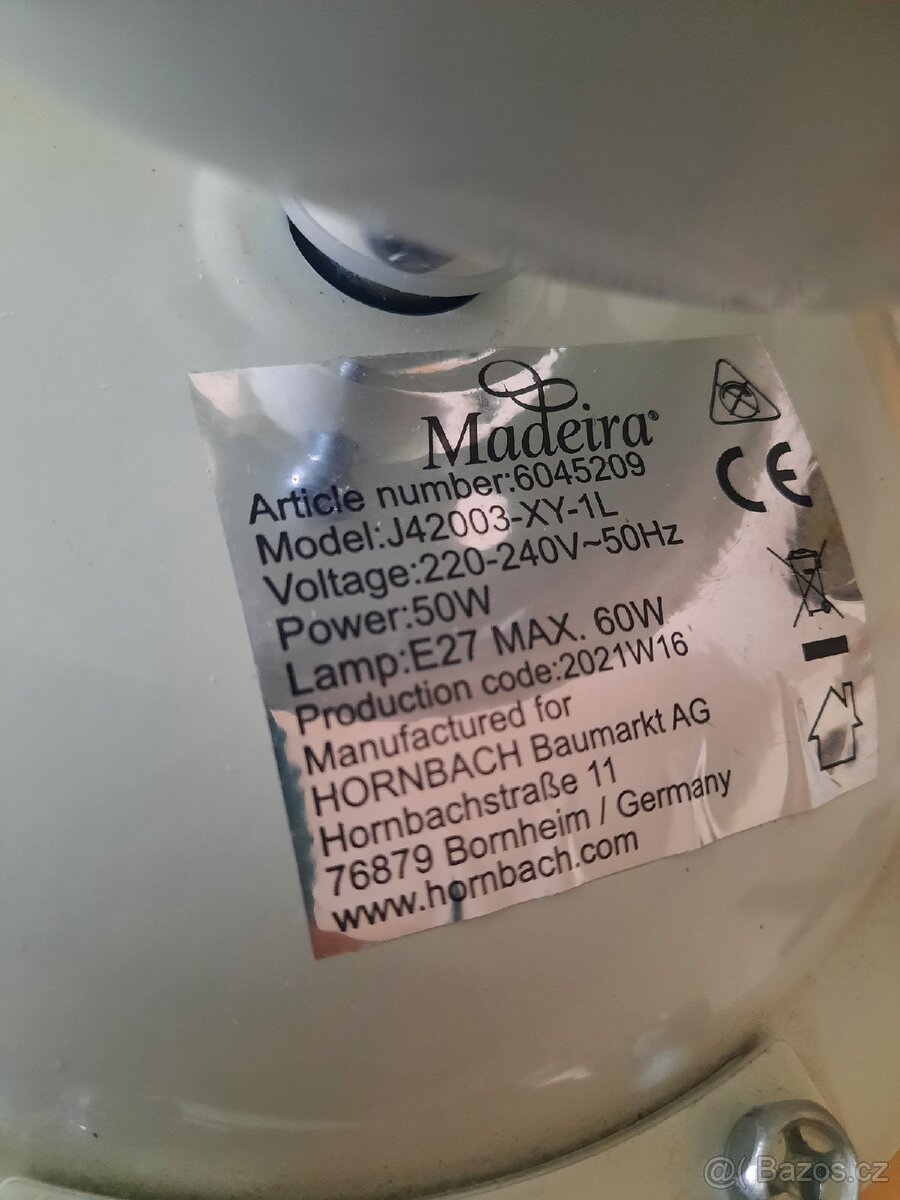 Madeira®
Article number:6045209
Model:J42003-XY-1L
Voltage:220-240V~50Hz
Power:50W
Lamp:E27 MAX. 60W
Production code:2021W16
Manufactured for
HORNBACH Baumarkt AG
Hornbachstraße 11
76879 Bornheim / Germany
www.hornbach.com
CE
@( Bazos.cz